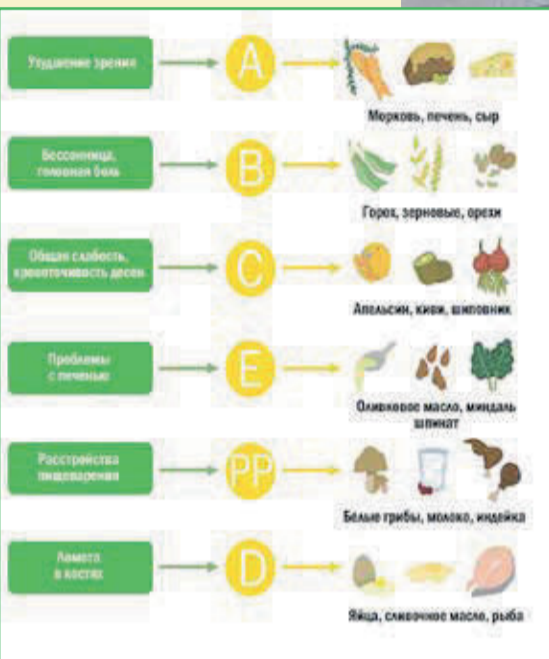 Ухудшение зрения
A
Морковь, печень, сыр
Бессонница,
головная боль
B
Горох, зерновые, орехи
Общая слабость,
кровоточивость десен
C
Апельсин, киви, шиповник
Проблемы
с печенью
E
Оливковое масло, миндаль
шпинат
Расстройства
пищеварения
PP
Белые грибы, молоко, индейка
Ломота
в костях
D
Яйца, сливочное масло, рыба